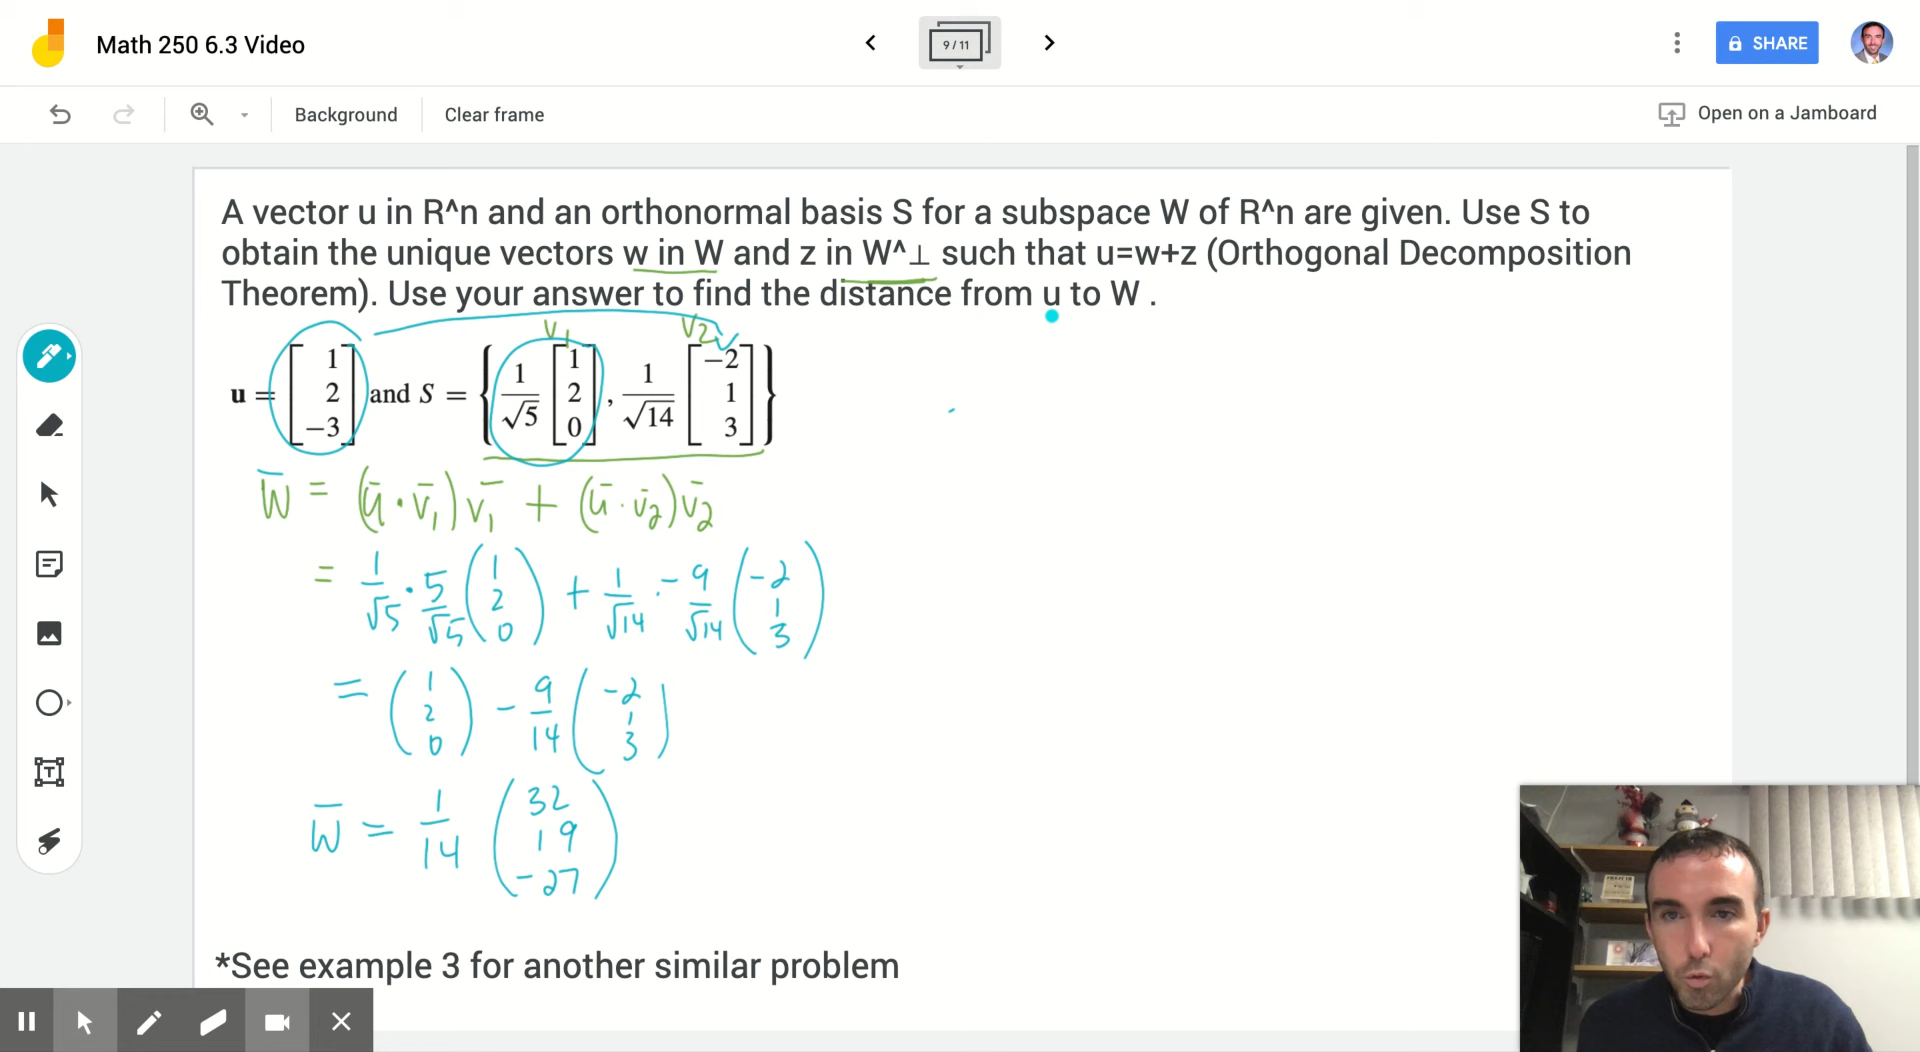 Math 250 6.3 Video
9 / 11
SHARE
Background
Clear frame
Open on a Jamboard
A vector u in R^n and an orthonormal basis S for a subspace W of R^n are given. Use S to
obtain the unique vectors w in W and z in W^⊥ such that u=w+z (Orthogonal Decomposition
Theorem). Use your answer to find the distance from u to W .
v₁ v₂
u = [1 2 −3] and S = {1/√5 [1 2 0], 1/√14 [−2 1 3]}
w̄ = (ū · v̄₁) v̄₁ + (ū · v̄₂) v̄₂
= 1/√5 · 5/√5 (1 2 0) + 1/√14 · −9/√14 (−2 1 3)
= (1 2 0) − 9/14 (−2 1 3)
w̄ = 1/14 (32 19 −27)
*See example 3 for another similar problem